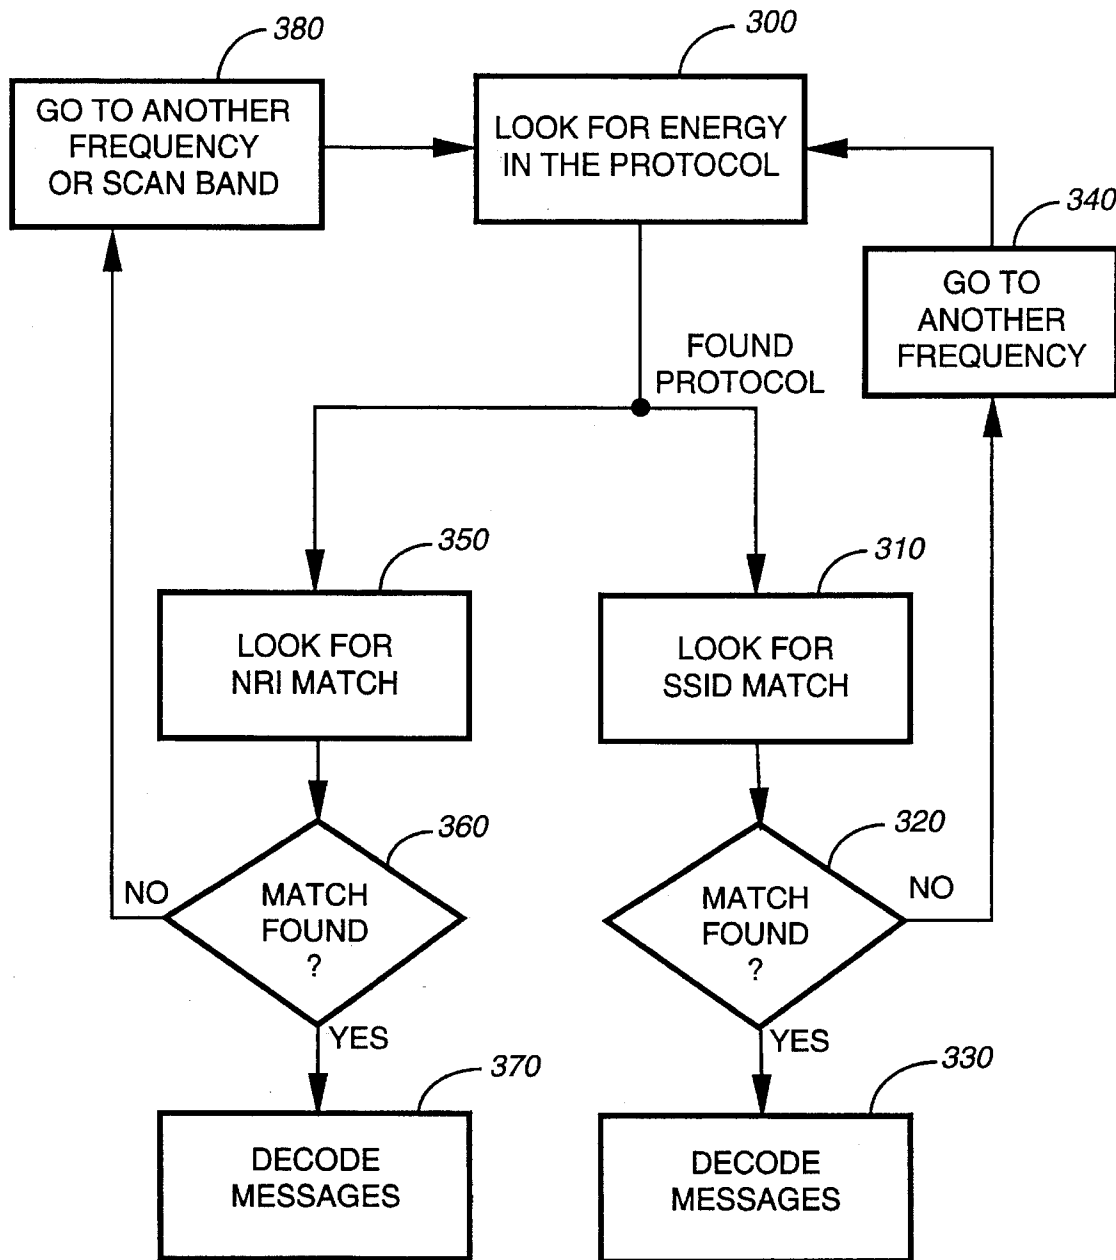 380
GO TO ANOTHER
FREQUENCY
OR SCAN BAND
300
LOOK FOR ENERGY
IN THE PROTOCOL
340
GO TO
ANOTHER
FREQUENCY
FOUND
PROTOCOL
350
LOOK FOR
NRI MATCH
310
LOOK FOR
SSID MATCH
360
MATCH
FOUND
?
NO
YES
320
MATCH
FOUND
?
NO
YES
370
DECODE
MESSAGES
330
DECODE
MESSAGES